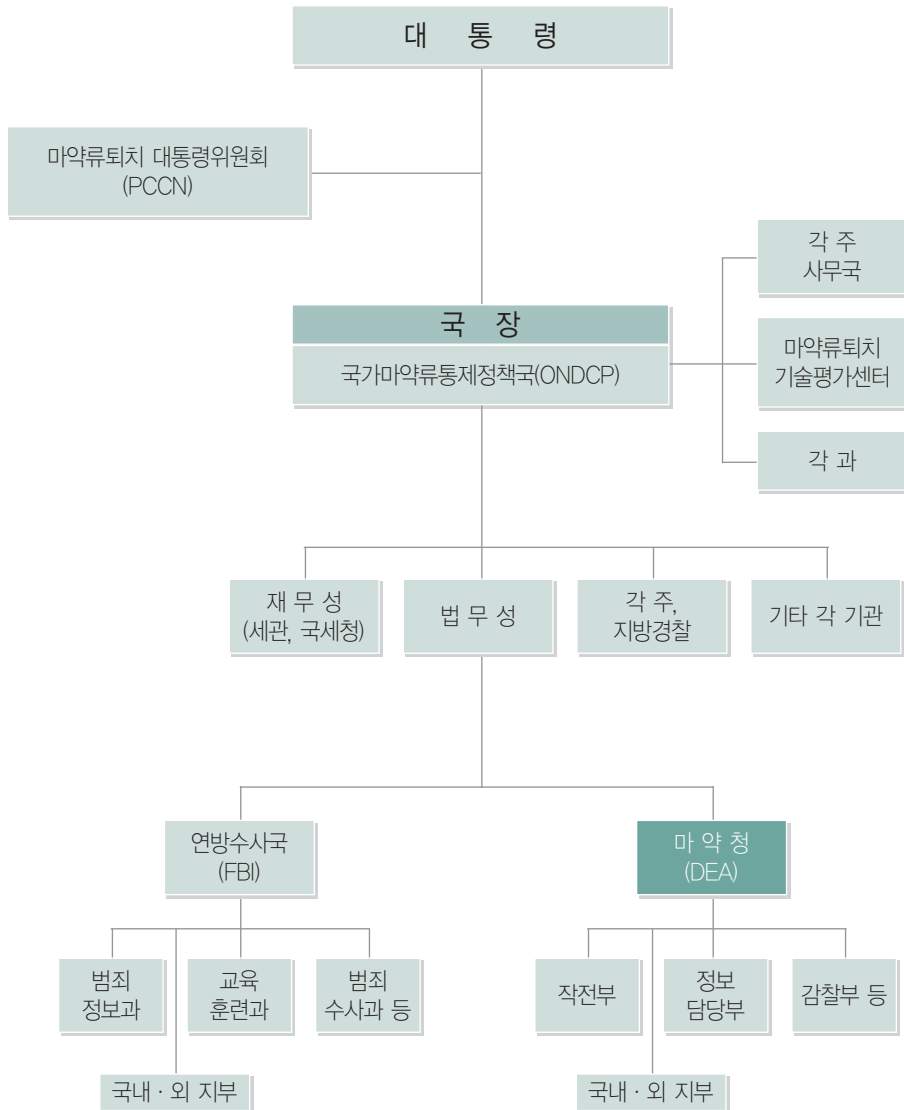 대 통 령
마약류퇴치 대통령위원회
(PCCN)
각 주
사무국
국 장
국가마약류통제정책국(ONDCP)
마약류퇴치
기술평가센터
각 과
재 무 성
(세관, 국세청)
법 무 성
각 주,
지방경찰
기타 각 기관
연방수사국
(FBI)
마 약 청
(DEA)
범죄
정보과
교육
훈련과
범죄
수사과 등
작전부
정보
담당부
감찰부 등
국내 · 외 지부
국내 · 외 지부